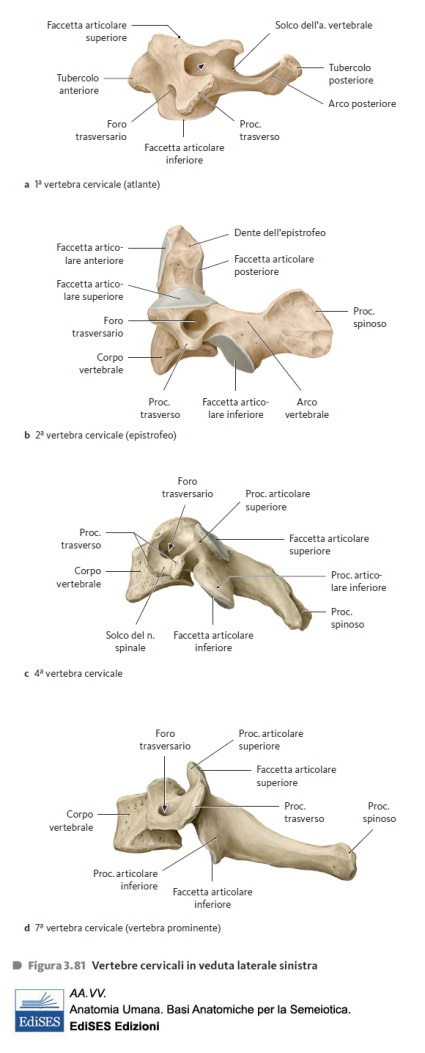 Faccetta articolare
superiore
Solco dell'a. vertebrale
Tubercolo
anteriore
Tubercolo
posteriore
Arco posteriore
Foro
trasversario
Proc.
trasverso
Faccetta articolare
inferiore
a 1ª vertebra cervicale (atlante)
Dente dell'epistrofeo
Faccetta artico-
lare anteriore
Faccetta articolare
posteriore
Faccetta artico-
lare superiore
Foro
trasversario
Proc.
spinoso
Corpo
vertebrale
Proc.
trasverso
Faccetta artico-
lare inferiore
Arco
vertebrale
b 2ª vertebra cervicale (epistrofeo)
Foro
trasversario
Proc. articolare
superiore
Proc.
trasverso
Faccetta articolare
superiore
Corpo
vertebrale
Proc. artico-
lare inferiore
Proc.
spinoso
Solco del n.
spinale
Faccetta articolare
inferiore
c 4ª vertebra cervicale
Foro
trasversario
Proc. articolare
superiore
Faccetta articolare
superiore
Corpo
vertebrale
Proc.
trasverso
Proc.
spinoso
Proc. articolare
inferiore
Faccetta articolare
inferiore
d 7ª vertebra cervicale (vertebra prominente)
Figura 3.81 Vertebre cervicali in veduta laterale sinistra
AA.VV.
Anatomia Umana. Basi Anatomiche per la Semeiotica.
EdiSES Edizioni
EdiSES